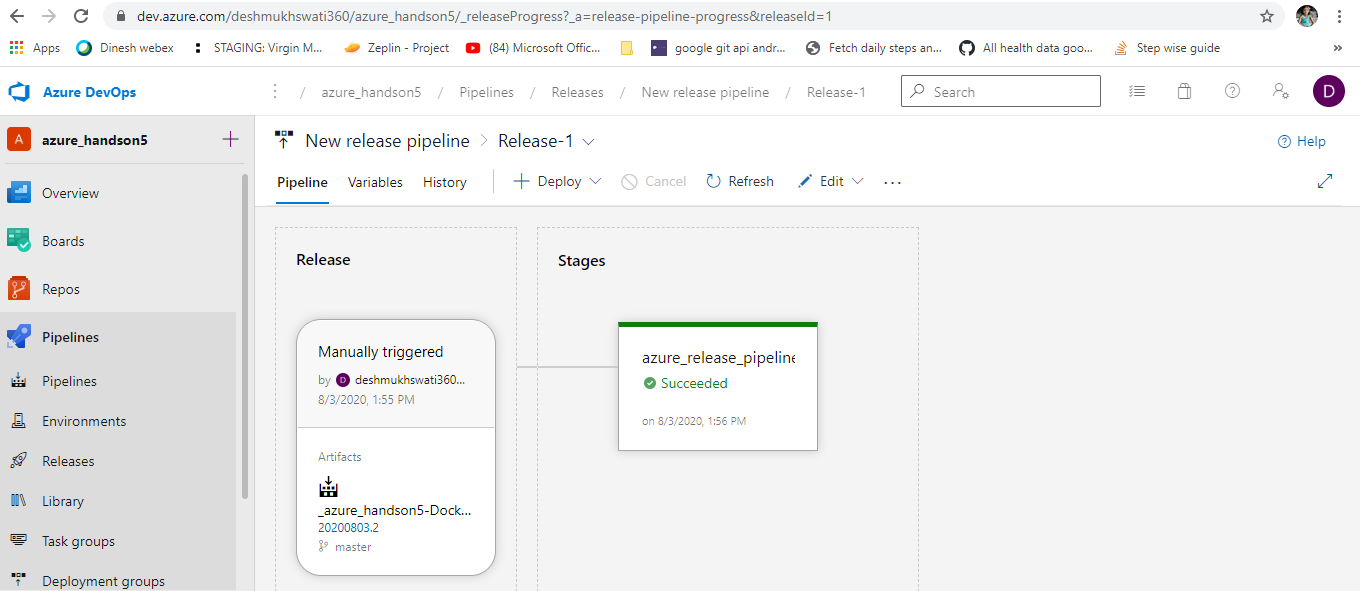 dev.azure.com/deshmukhswati360/azure_handson5/_releaseProgress?_a=release-pipeline-progress&releaseId=1
Apps Dinesh webex STAGING: Virgin M... Zeplin - Project (84) Microsoft Offic... google git api andr... Fetch daily steps an... All health data goo... Step wise guide »
Azure DevOps / azure_handson5 / Pipelines / Releases / New release pipeline / Release-1 Search D
A azure_handson5
New release pipeline Release-1 Help
Pipeline Variables History Deploy Cancel Refresh Edit ...
Overview
Boards
Repos
Pipelines
Pipelines
Environments
Releases
Library
Task groups
Deployment groups
Release
Manually triggered
by D deshmukhswati360...
8/3/2020, 1:55 PM
Artifacts
_azure_handson5-Dock...
20200803.2
master
Stages
azure_release_pipeline
Succeeded
on 8/3/2020, 1:56 PM